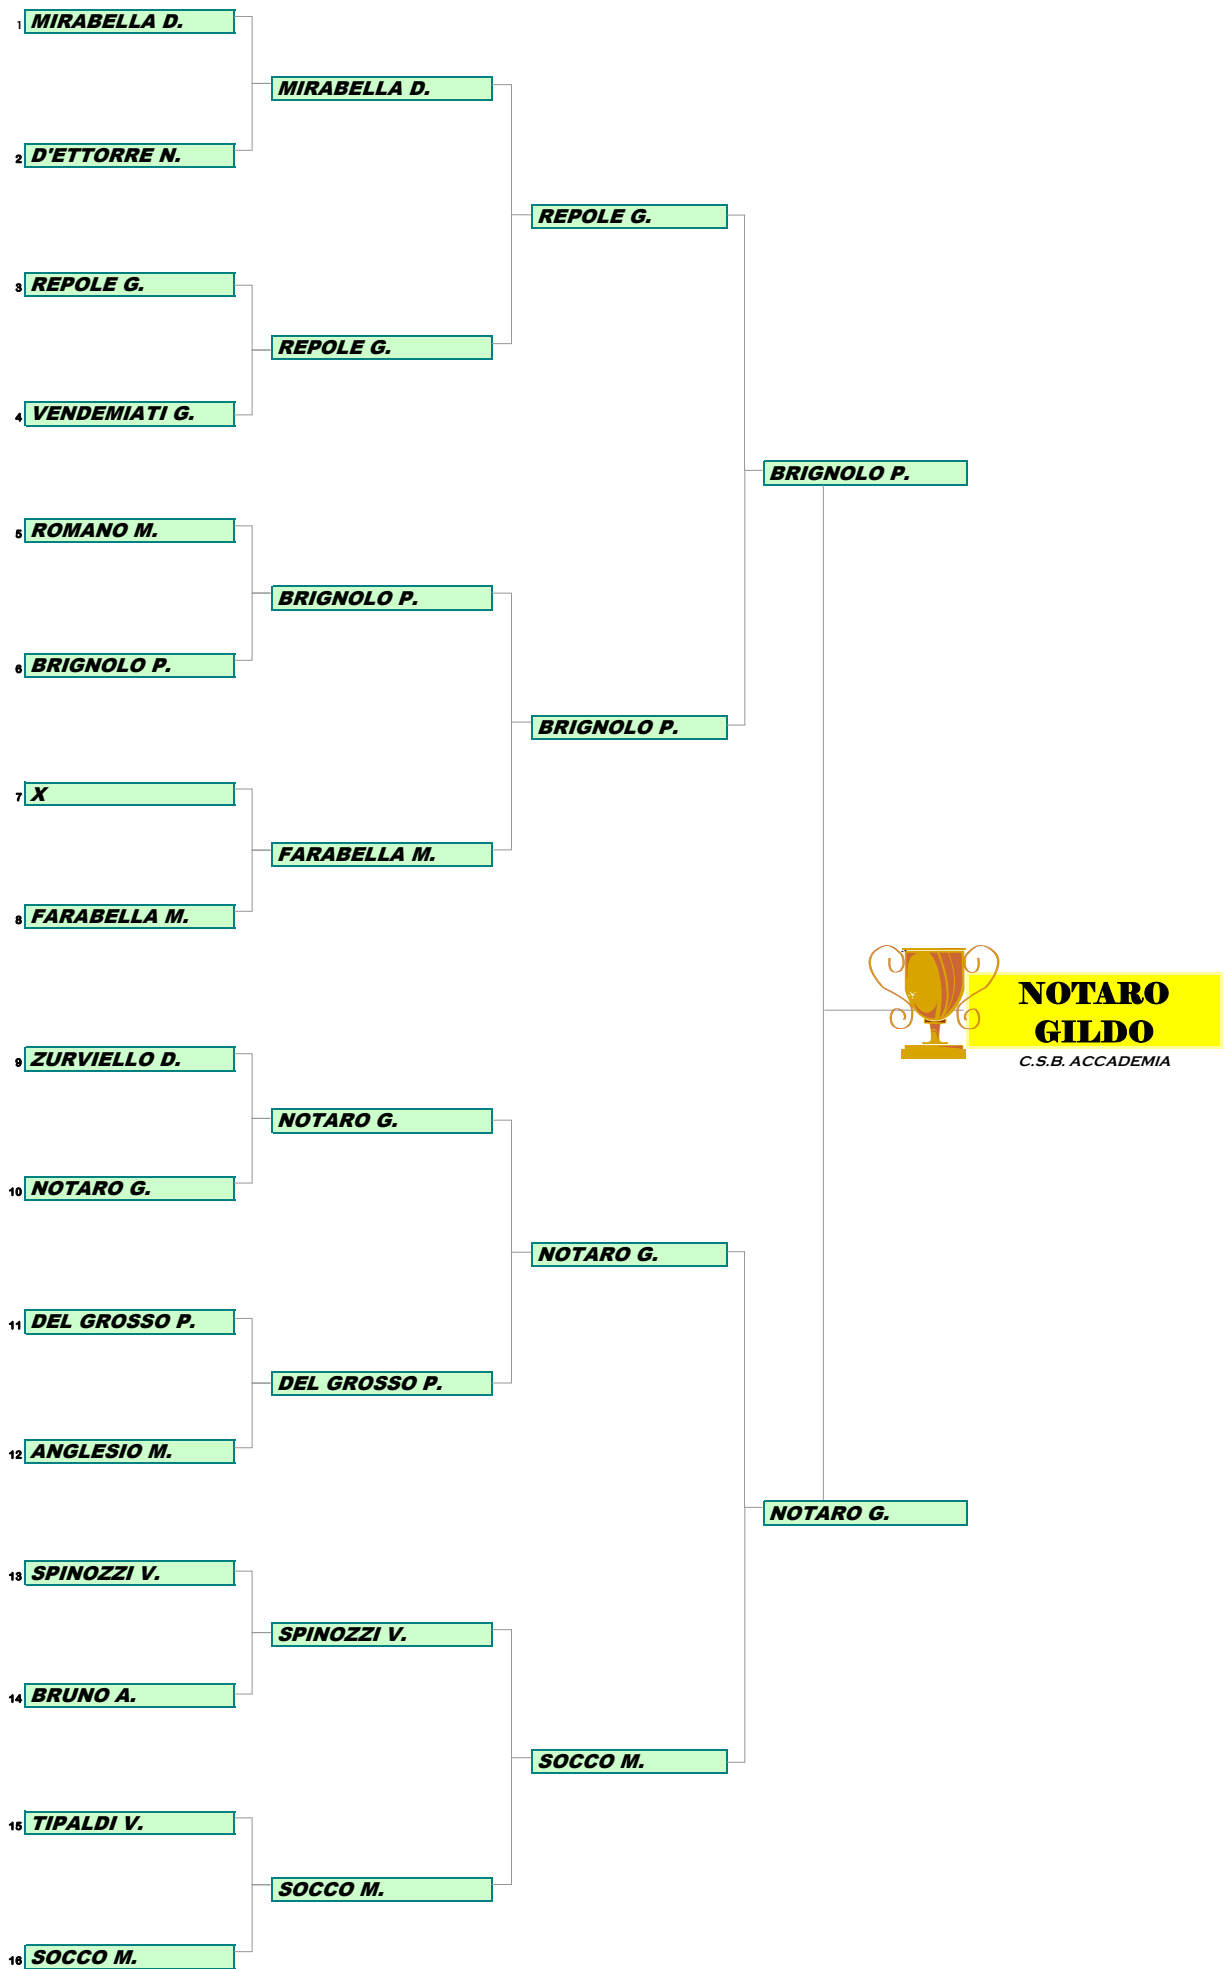 1 MIRABELLA D.
MIRABELLA D.
2 D'ETTORRE N.
REPOLE G.
3 REPOLE G.
REPOLE G.
4 VENDEMIATI G.
BRIGNOLO P.
5 ROMANO M.
BRIGNOLO P.
6 BRIGNOLO P.
BRIGNOLO P.
7 X
FARABELLA M.
8 FARABELLA M.
NOTARO
GILDO
C.S.B. ACCADEMIA
9 ZURVIELLO D.
NOTARO G.
10 NOTARO G.
NOTARO G.
11 DEL GROSSO P.
DEL GROSSO P.
12 ANGLESIO M.
NOTARO G.
13 SPINOZZI V.
SPINOZZI V.
14 BRUNO A.
SOCCO M.
15 TIPALDI V.
SOCCO M.
16 SOCCO M.